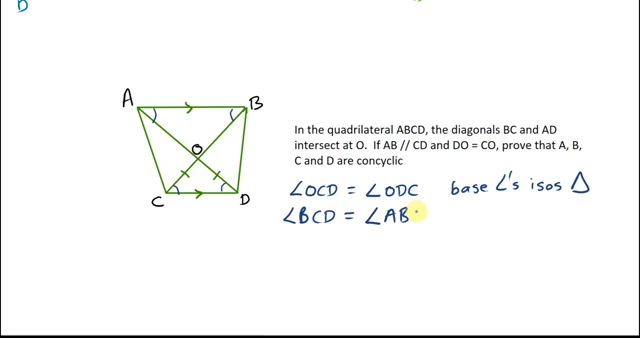 D
A
B
O
C
D
In the quadrilateral ABCD, the diagonals BC and AD
intersect at O. If AB // CD and DO = CO, prove that A, B,
C and D are concyclic
∠OCD = ∠ODC base ∠'s isos △
∠BCD = ∠AB